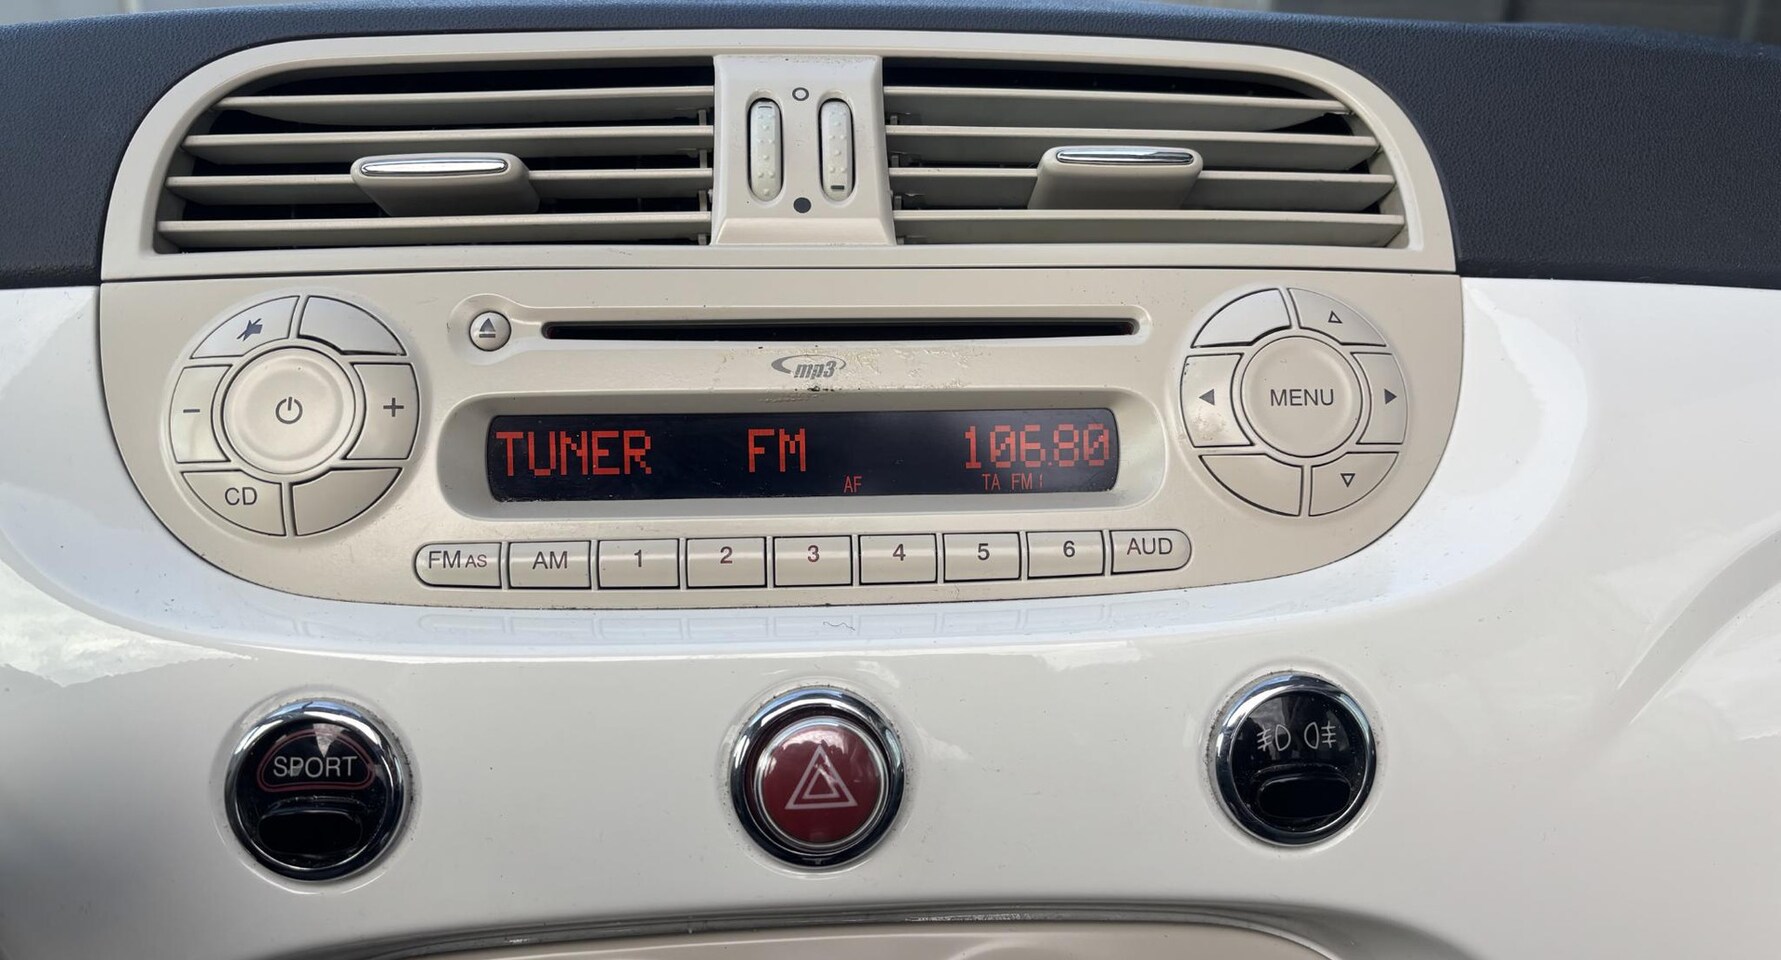 mp3
MENU
CD
TUNER FM 106.80
AF TA FM1
FM AS AM 1 2 3 4 5 6 AUD
SPORT